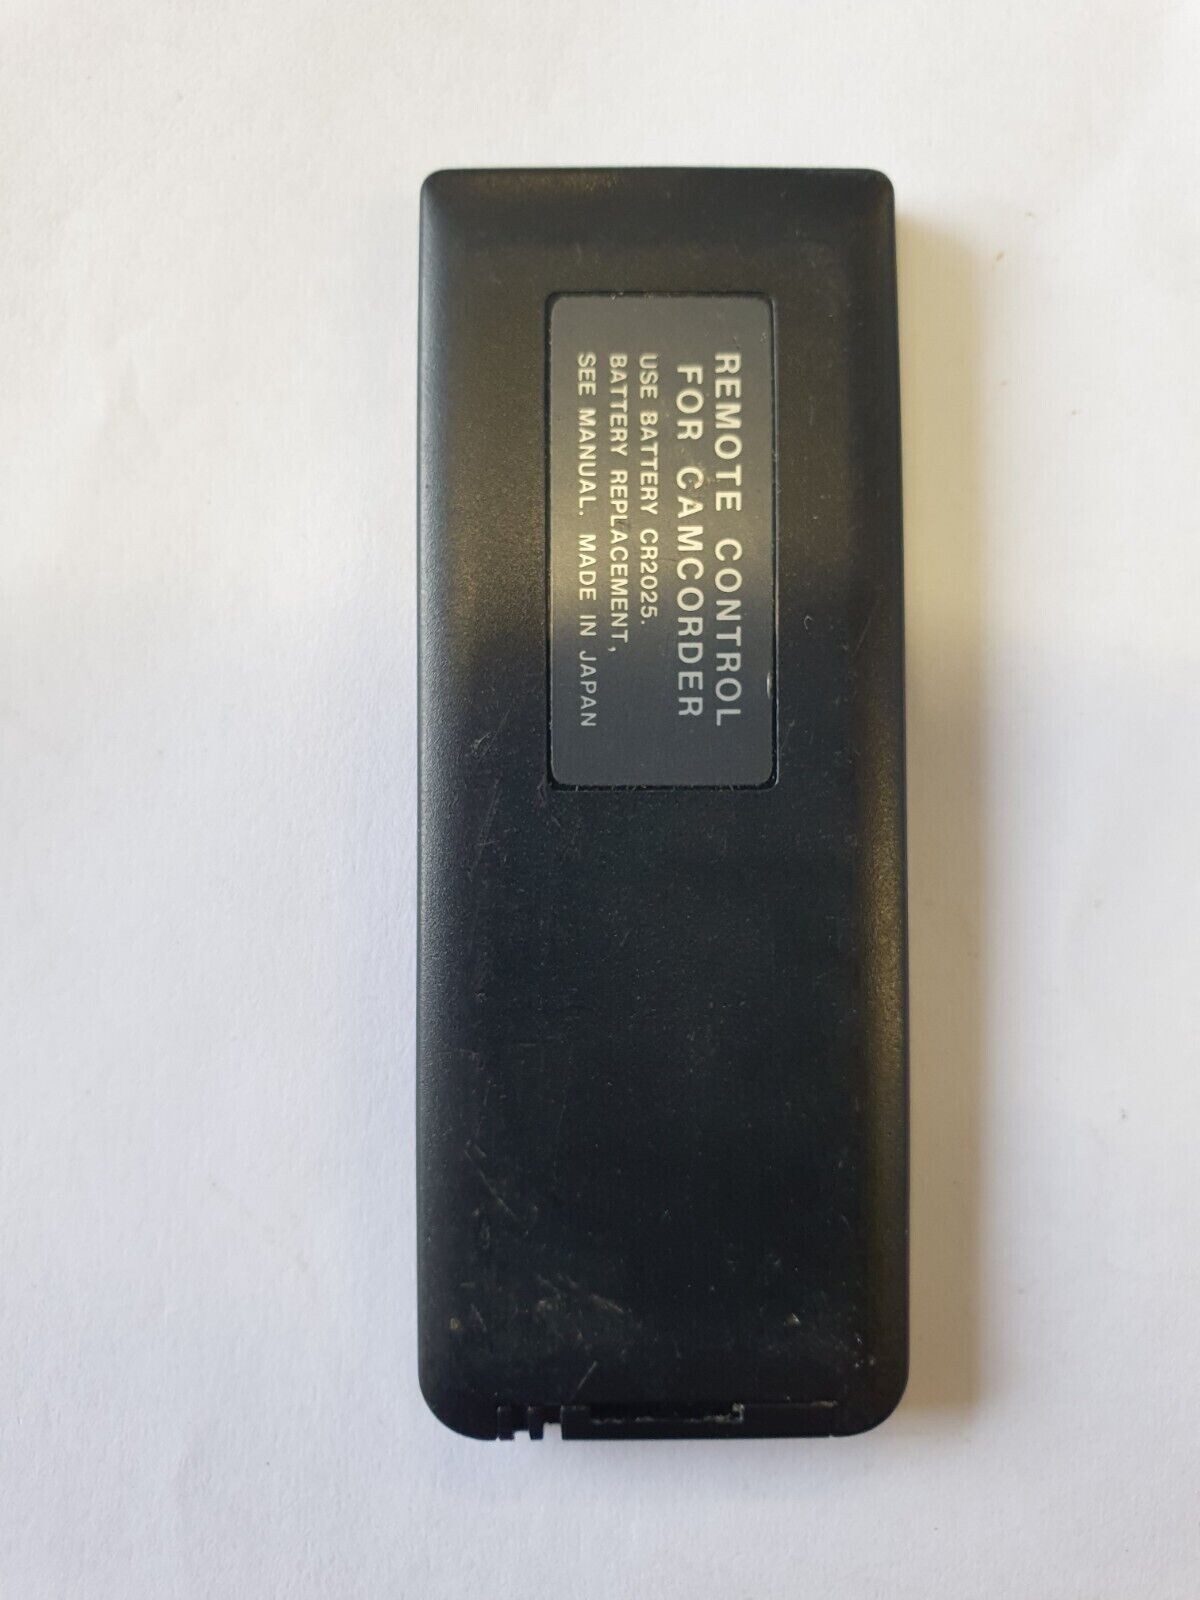 REMOTE CONTROL
FOR CAMCORDER
USE BATTERY CR2025.
BATTERY REPLACEMENT,
SEE MANUAL. MADE IN JAPAN